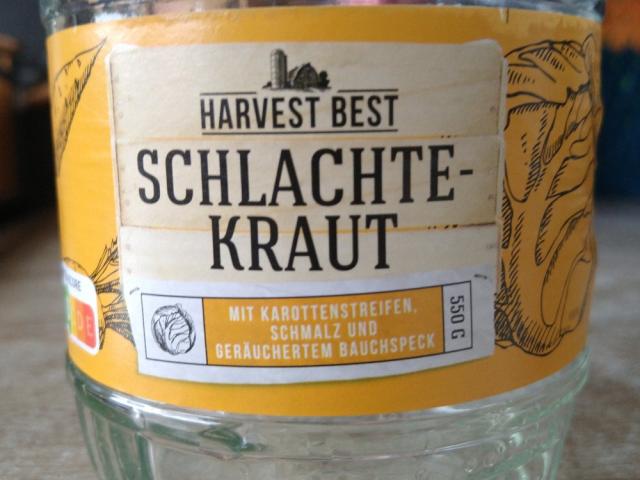 HARVEST BEST
SCHLACHTE-
KRAUT
MIT KAROTTENSTREIFEN,
SCHMALZ UND
GERÄUCHERTEM BAUCHSPECK
550 G
D E